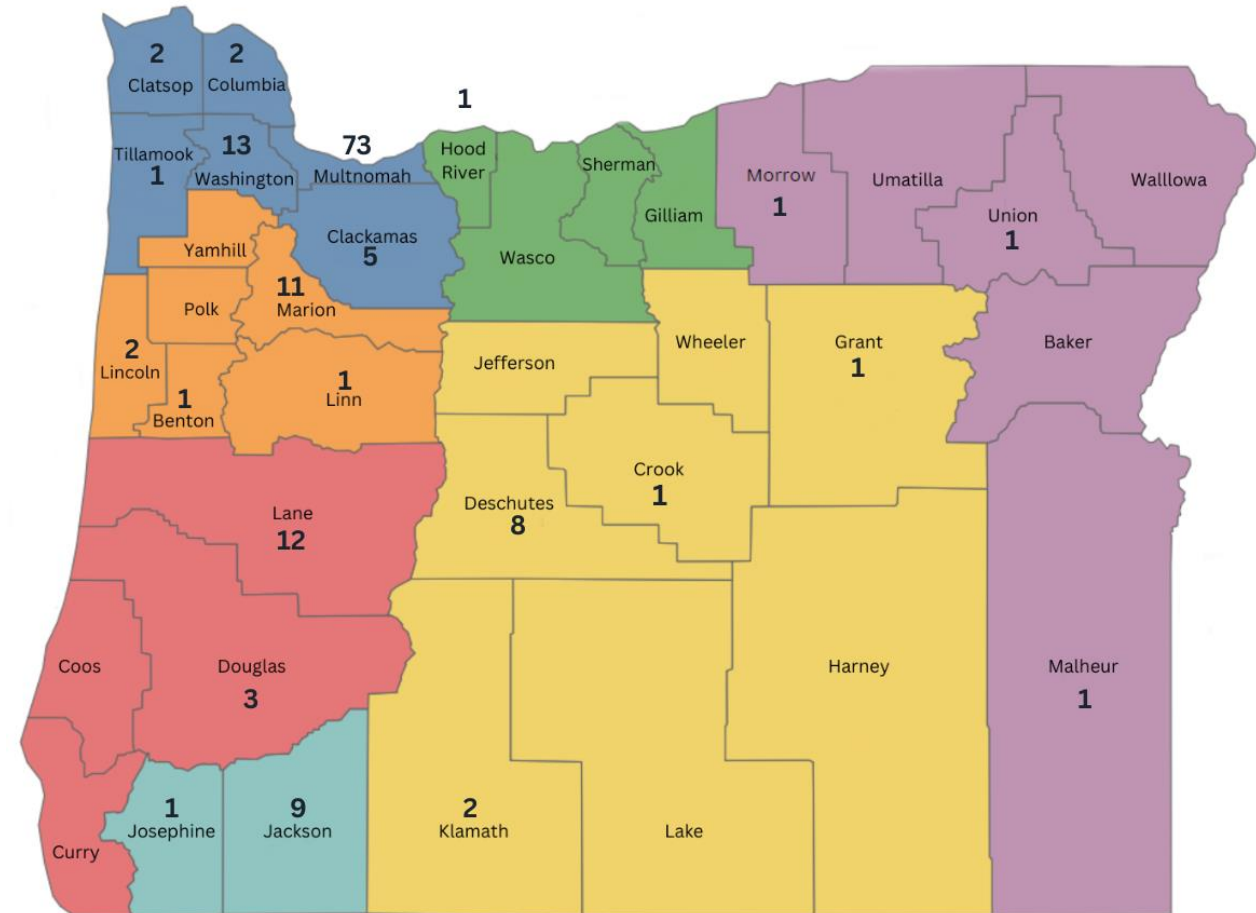 2
Clatsop
2
Columbia
1
Tillamook
1
13
Washington
73
Multnomah
Hood
River
Sherman
Gilliam
Wasco
Morrow
1
Umatilla
Union
1
Walllowa
Yamhill
Clackamas
5
Polk
11
Marion
2
Lincoln
1
Benton
1
Linn
Jefferson
Wheeler
Grant
1
Baker
Lane
12
Deschutes
8
Crook
1
Coos
Douglas
3
Harney
Malheur
1
Curry
1
Josephine
9
Jackson
2
Klamath
Lake